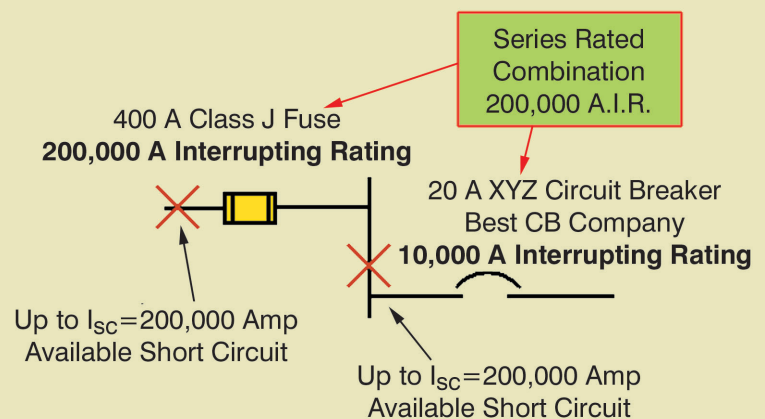 Series Rated
Combination
200,000 A.I.R.
400 A Class J Fuse
200,000 A Interrupting Rating
20 A XYZ Circuit Breaker
Best CB Company
10,000 A Interrupting Rating
Up to ISC=200,000 Amp
Available Short Circuit
Up to ISC=200,000 Amp
Available Short Circuit